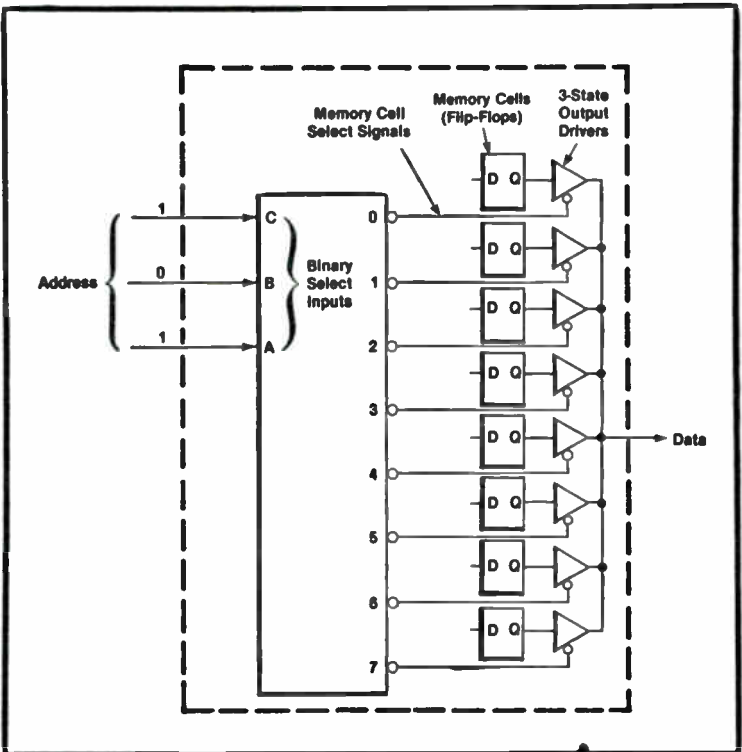 Memory Cell
Select Signals
Memory Cells
(Flip-Flops)
3-State
Output
Drivers
Address
1
0
1
C
B
A
Binary
Select
Inputs
0
1
2
3
4
5
6
7
D Q
D Q
D Q
D Q
D Q
D Q
D Q
D Q
Data